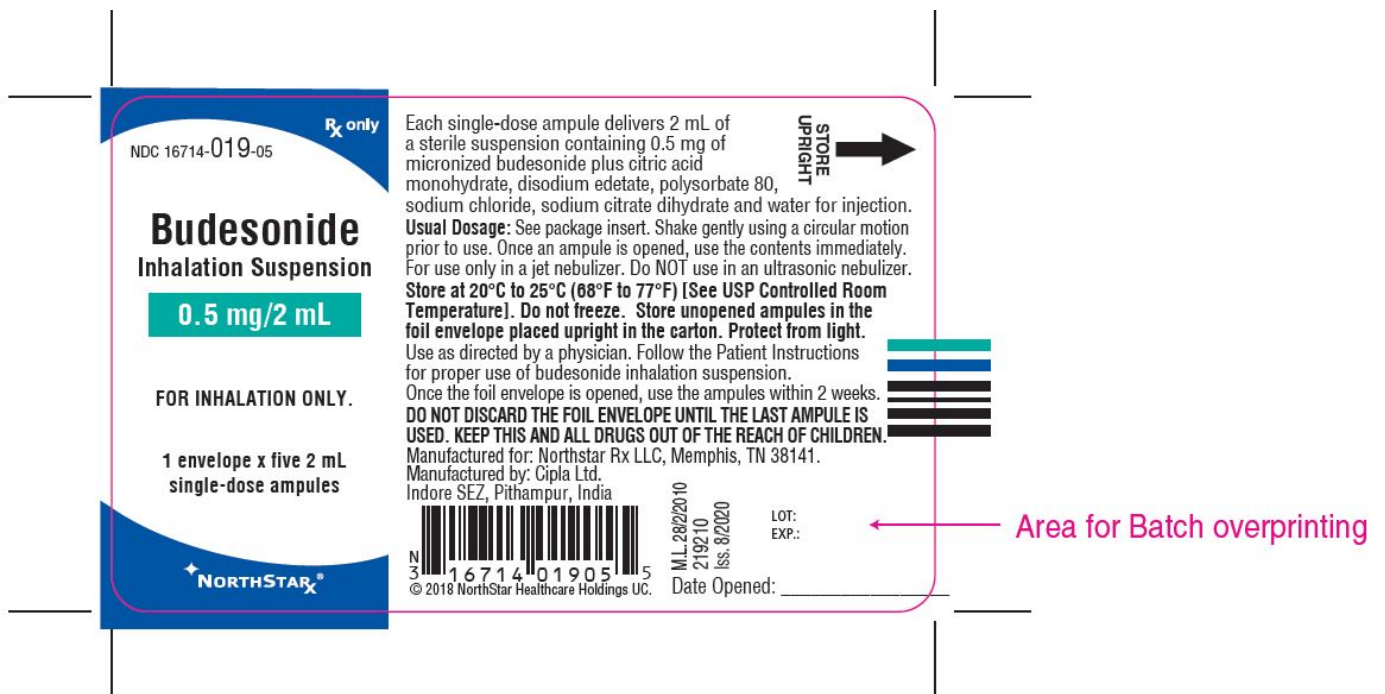 Rx only
NDC 16714-019-05
Budesonide
Inhalation Suspension
0.5 mg/2 mL
FOR INHALATION ONLY.
1 envelope x five 2 mL
single-dose ampules
NORTHSTARx®
Each single-dose ampule delivers 2 mL of
a sterile suspension containing 0.5 mg of
micronized budesonide plus citric acid
monohydrate, disodium edetate, polysorbate 80,
sodium chloride, sodium citrate dihydrate and water for injection.
Usual Dosage: See package insert. Shake gently using a circular motion
prior to use. Once an ampule is opened, use the contents immediately.
For use only in a jet nebulizer. Do NOT use in an ultrasonic nebulizer.
Store at 20°C to 25°C (68°F to 77°F) [See USP Controlled Room
Temperature]. Do not freeze. Store unopened ampules in the
foil envelope placed upright in the carton. Protect from light.
Use as directed by a physician. Follow the Patient Instructions
for proper use of budesonide inhalation suspension.
Once the foil envelope is opened, use the ampules within 2 weeks.
DO NOT DISCARD THE FOIL ENVELOPE UNTIL THE LAST AMPULE IS
USED. KEEP THIS AND ALL DRUGS OUT OF THE REACH OF CHILDREN.
Manufactured for: Northstar Rx LLC, Memphis, TN 38141.
Manufactured by: Cipla Ltd.
Indore SEZ, Pithampur, India
N
3 16714 01905 5
© 2018 NorthStar Healthcare Holdings UC.
STORE
UPRIGHT
M.L. 28/2/2010
219210
Iss. 8/2020
LOT:
EXP.:
Date Opened: __________________
Area for Batch overprinting